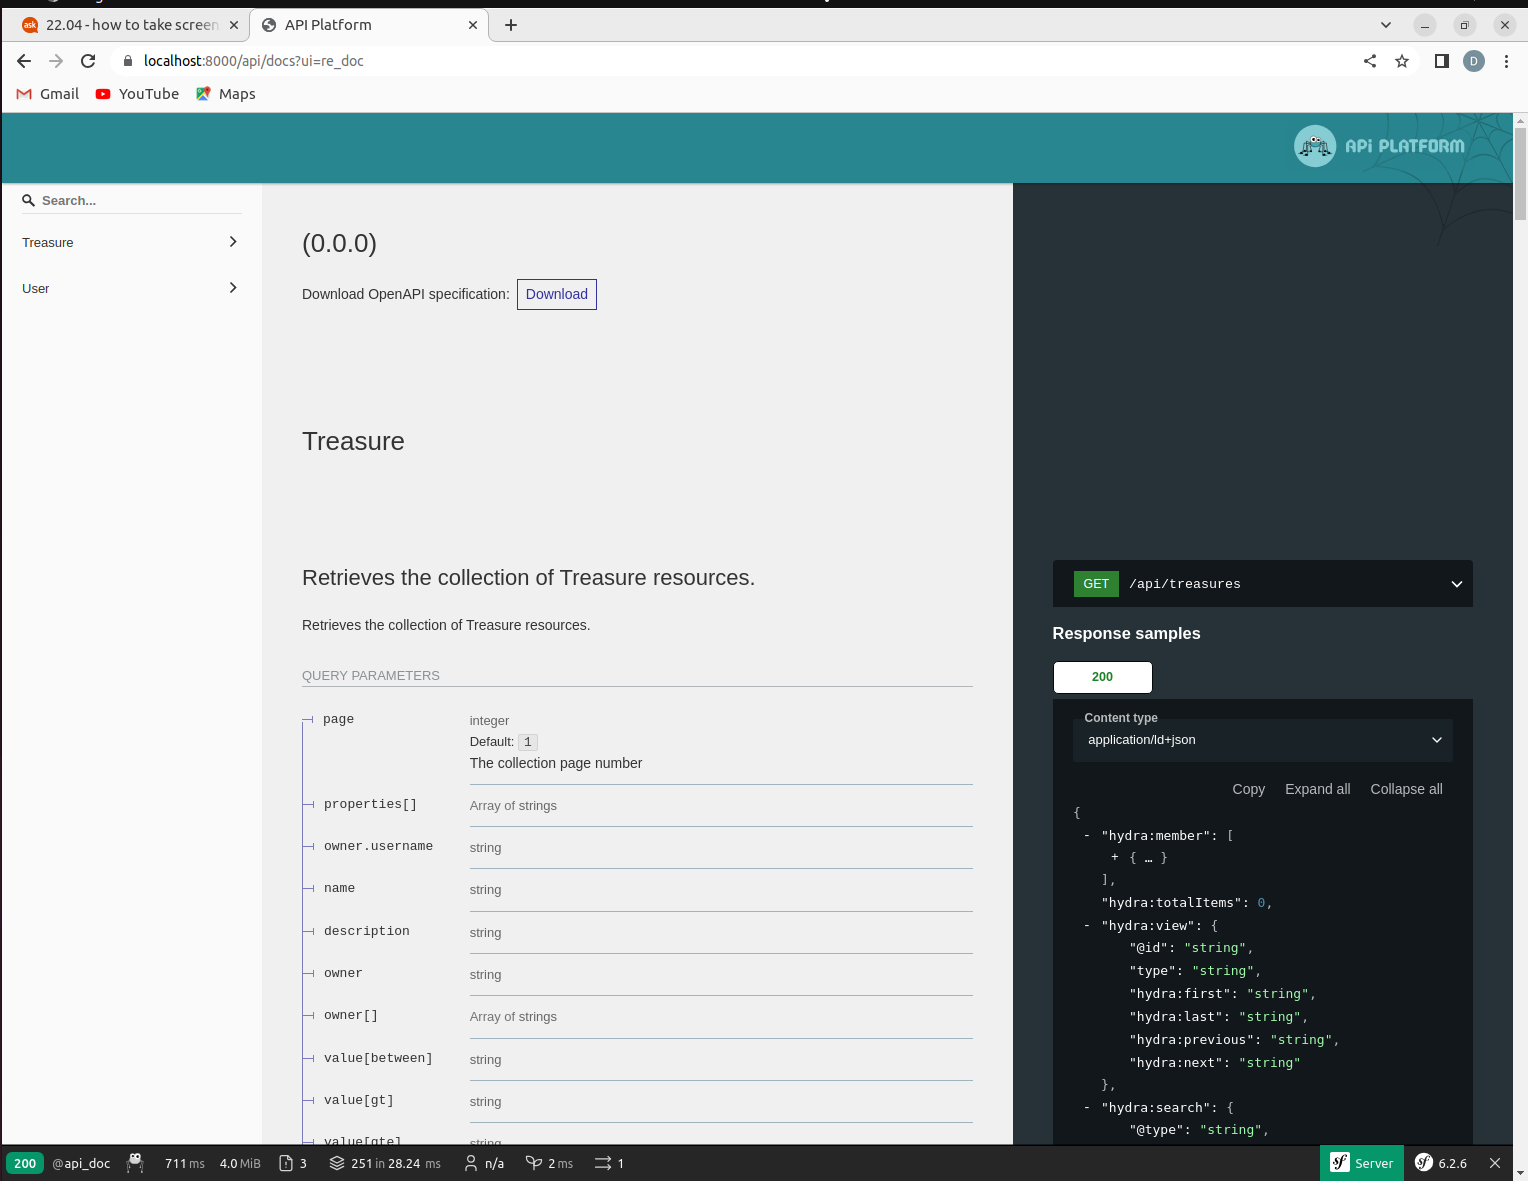 22.04 - how to take screen
API Platform
localhost:8000/api/docs?ui=re_doc
D
Gmail
YouTube
Maps
API PLATFORM
Search...
Treasure
User
(0.0.0)
Download OpenAPI specification: Download
Treasure
Retrieves the collection of Treasure resources.
Retrieves the collection of Treasure resources.
QUERY PARAMETERS
page
integer
Default: 1
The collection page number
properties[]
Array of strings
owner.username
string
name
string
description
string
owner
string
owner[]
Array of strings
value[between]
string
value[gt]
string
value[gte]
string
GET /api/treasures
Response samples
200
Content type
application/ld+json
Copy Expand all Collapse all
{
- "hydra:member": [
+ { … }
],
"hydra:totalItems": 0,
- "hydra:view": {
"@id": "string",
"type": "string",
"hydra:first": "string",
"hydra:last": "string",
"hydra:previous": "string",
"hydra:next": "string"
},
- "hydra:search": {
"@type": "string",
200 @api_doc 711 ms 4.0 MiB 3 251 in 28.24 ms n/a 2 ms 1 sf Server sf 6.2.6